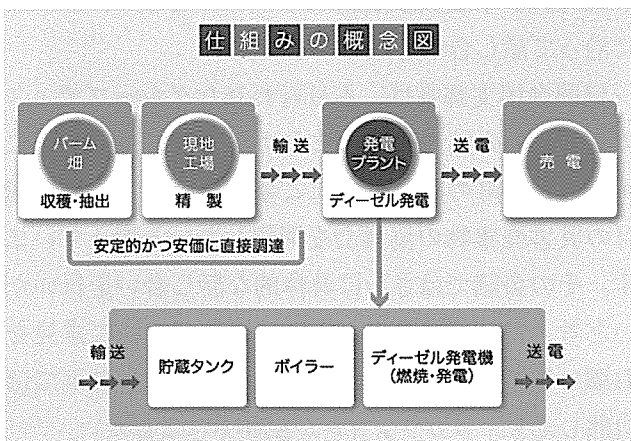 仕組みの概念図
パーム
畑
収穫・抽出
現地
工場
精 製
輸 送
発電
プラント
ディーゼル発電
送 電
売 電
安定的かつ安価に直接調達
輸 送
貯蔵タンク
ボイラー
ディーゼル発電機
(燃焼・発電)
送 電